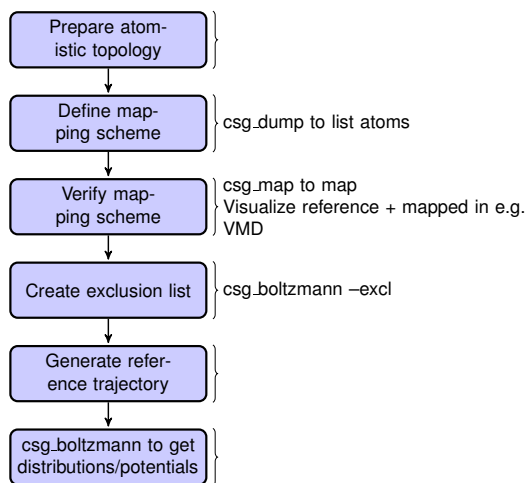 Prepare atom-
istic topology
Define map-
ping scheme
csg_dump to list atoms
Verify map-
ping scheme
csg_map to map
Visualize reference + mapped in e.g.
VMD
Create exclusion list
csg_boltzmann –excl
Generate refer-
ence trajectory
csg_boltzmann to get
distributions/potentials